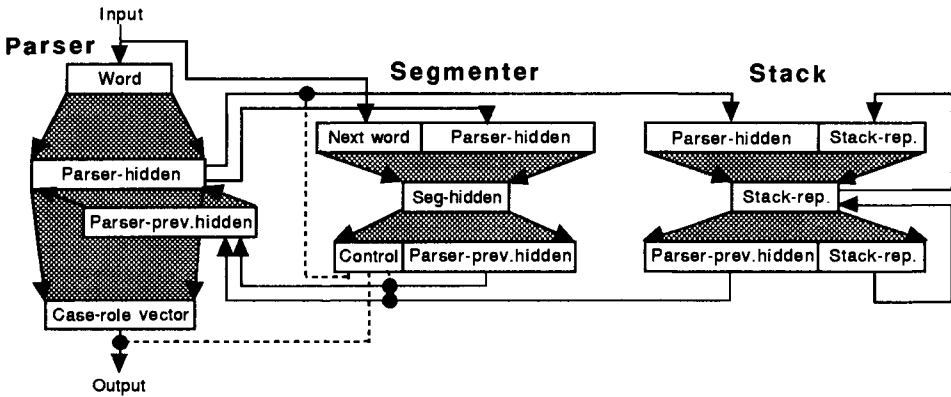 Input
Parser
Segmenter
Stack
Word
Next word
Parser-hidden
Parser-hidden
Stack-rep.
Parser-hidden
Seg-hidden
Stack-rep.
Parser-prev.hidden
Control
Parser-prev.hidden
Parser-prev.hidden
Stack-rep.
Case-role vector
Output